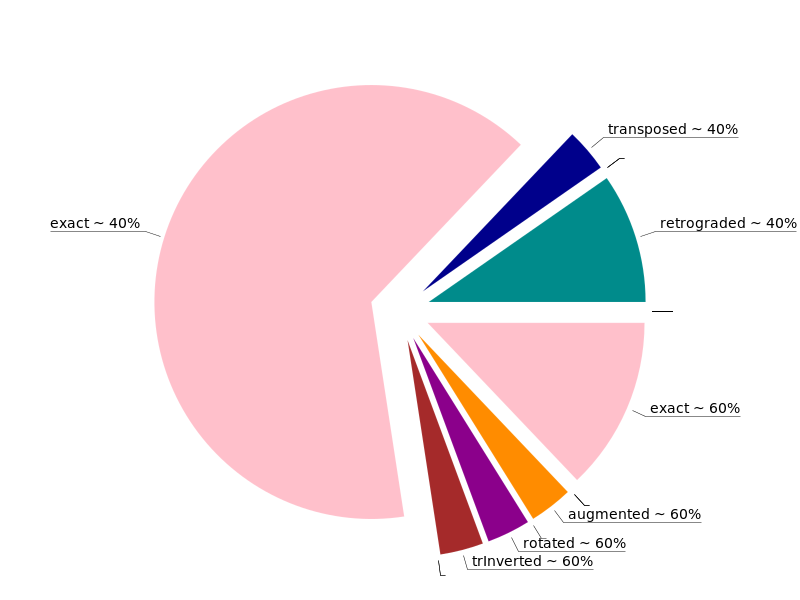 transposed ~ 40%
exact ~ 40%
retrograded ~ 40%
exact ~ 60%
augmented ~ 60%
rotated ~ 60%
trInverted ~ 60%